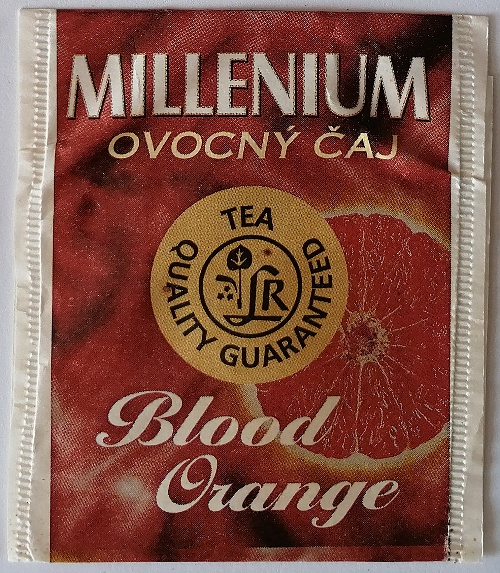 MILLENIUM
OVOCNÝ ČAJ
TEA
QUALITY GUARANTEED
LR
Blood
Orange